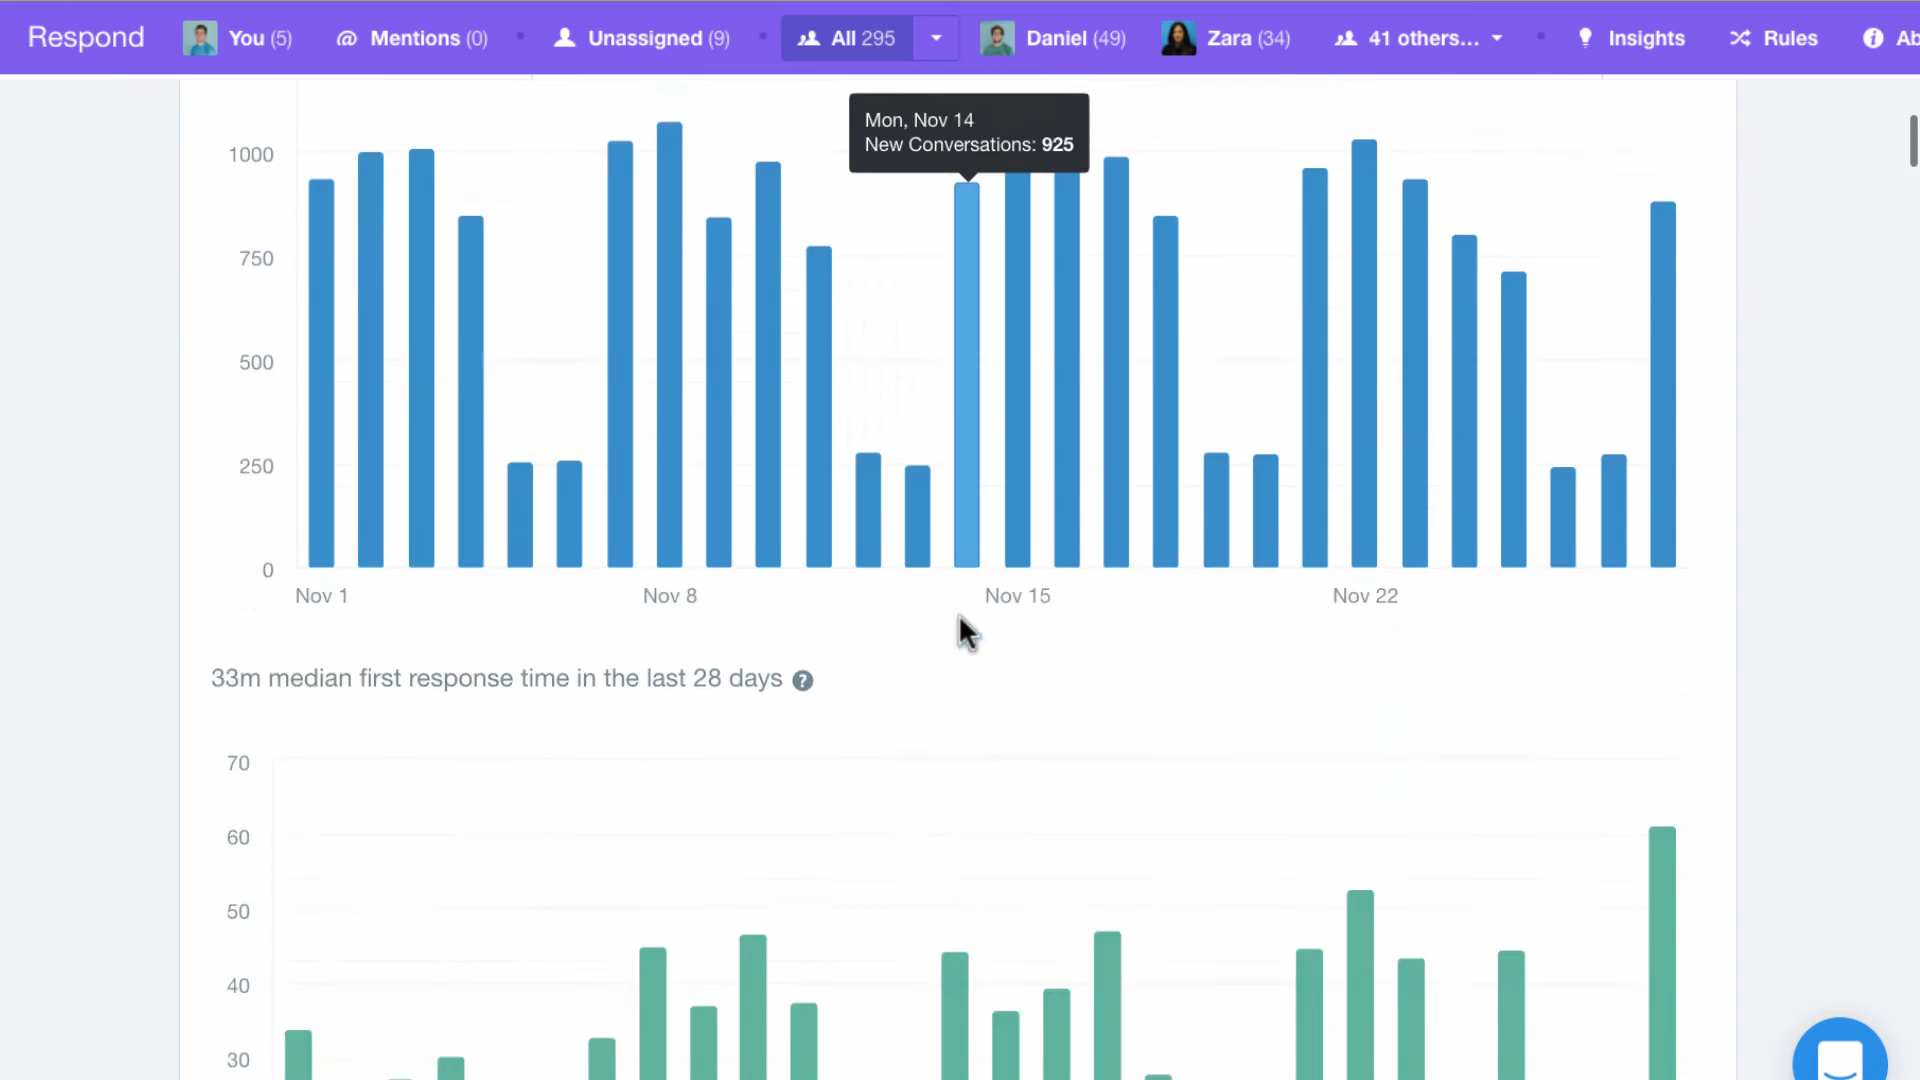 Respond You (5) @ Mentions (0) Unassigned (9) All 295 Daniel (49) Zara (34) 41 others... Insights Rules Ab
Mon, Nov 14
New Conversations: 925
1000
750
500
250
0
Nov 1 Nov 8 Nov 15 Nov 22
33m median first response time in the last 28 days ?
70
60
50
40
30